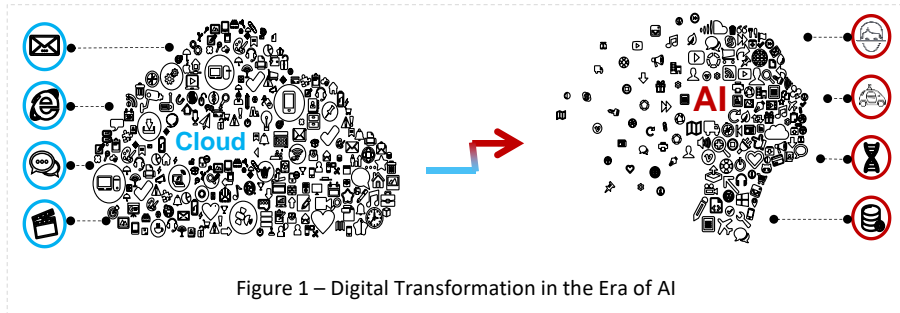 Cloud
AI
Figure 1 – Digital Transformation in the Era of AI